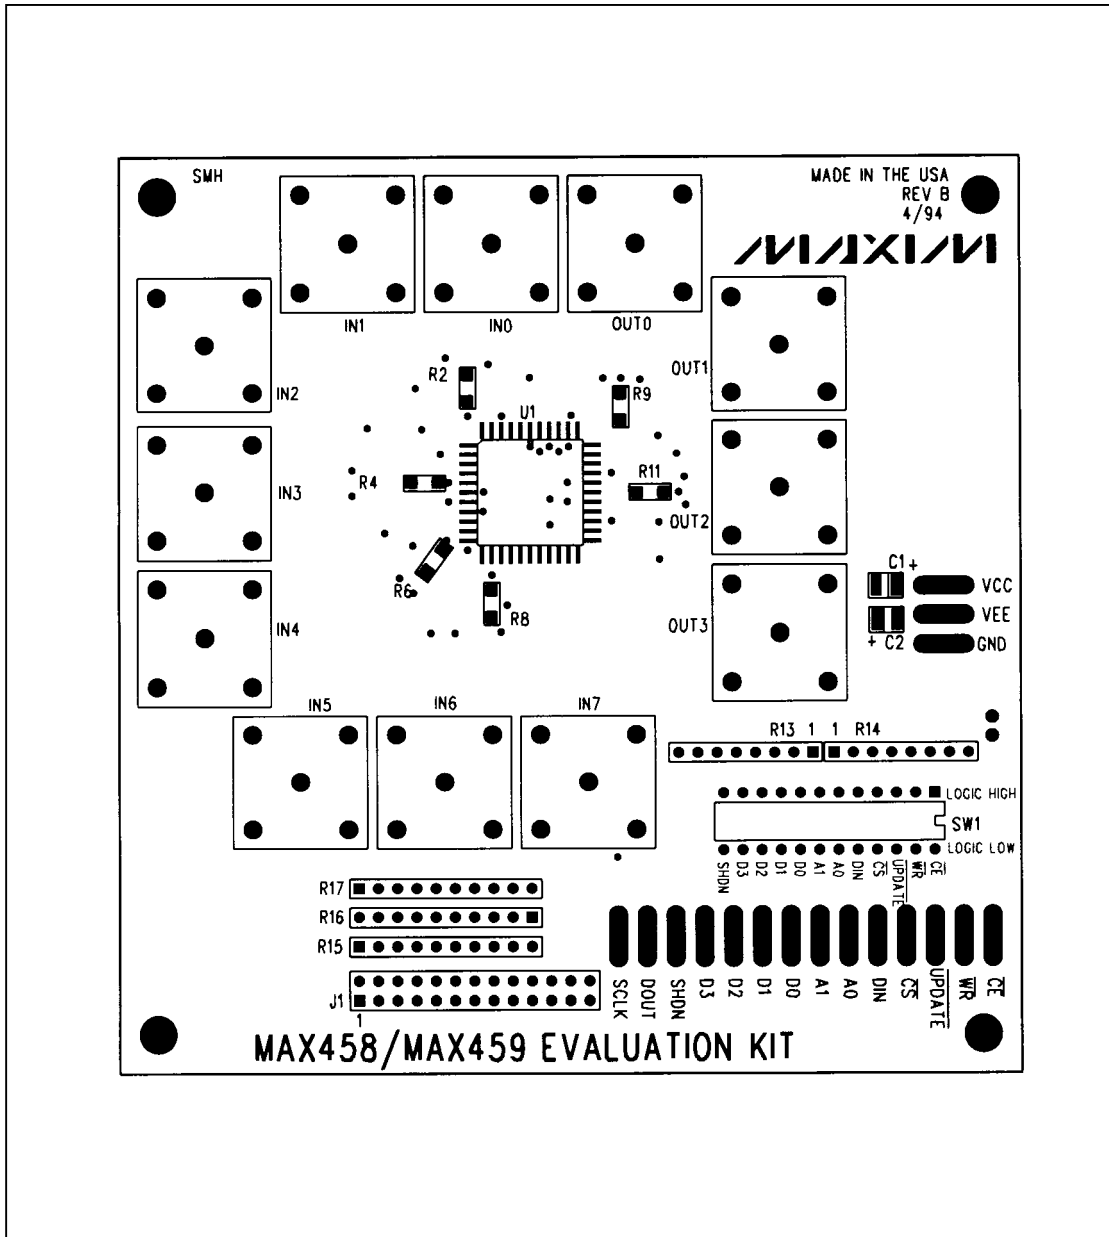 SMH
MADE IN THE USA
REV B
4/94
MAXIM
IN1
IN0
OUT0
IN2
OUT1
R2
R9
U1
R4
R11
IN3
OUT2
R6
R8
C1 +
VCC
VEE
+ C2
GND
IN4
OUT3
IN5
IN6
IN7
R13 1
1 R14
LOGIC HIGH
SW1
LOGIC LOW
SHDN
D3
D2
D1
D0
A1
A0
DIN
CS
UPDATE
WR
CE
R17
R16
R15
J1
1
SCLK
DOUT
SHDN
D3
D2
D1
D0
A1
A0
DIN
CS
UPDATE
WR
CE
MAX458/MAX459 EVALUATION KIT